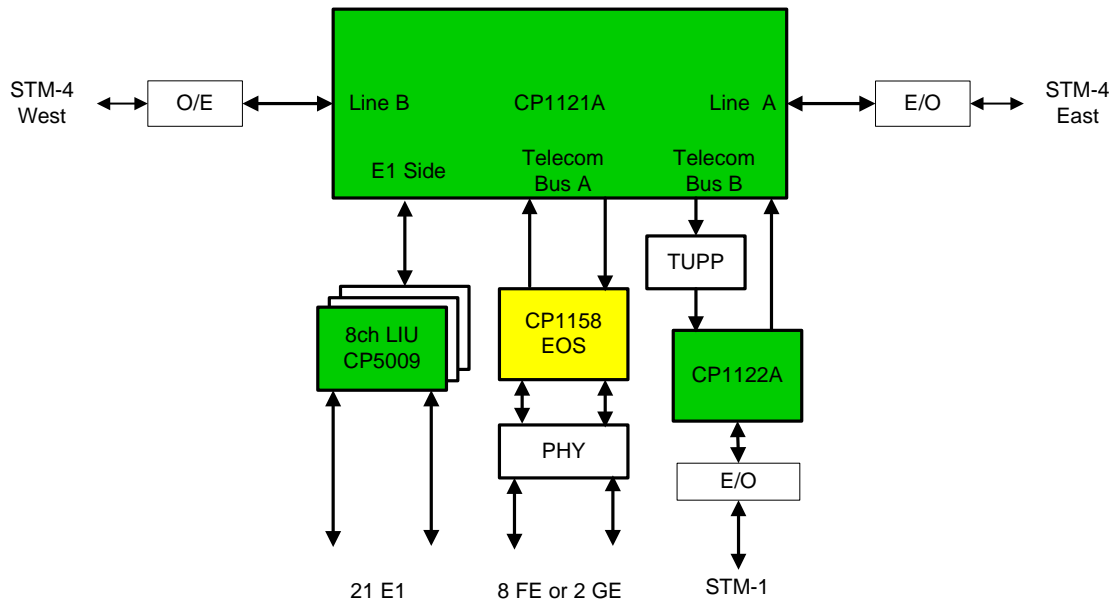 STM-4
West
O/E
Line B
CP1121A
Line A
E/O
STM-4
East
E1 Side
Telecom
Bus A
Telecom
Bus B
TUPP
8ch LIU
CP5009
CP1158
EOS
CP1122A
PHY
E/O
21 E1
8 FE or 2 GE
STM-1